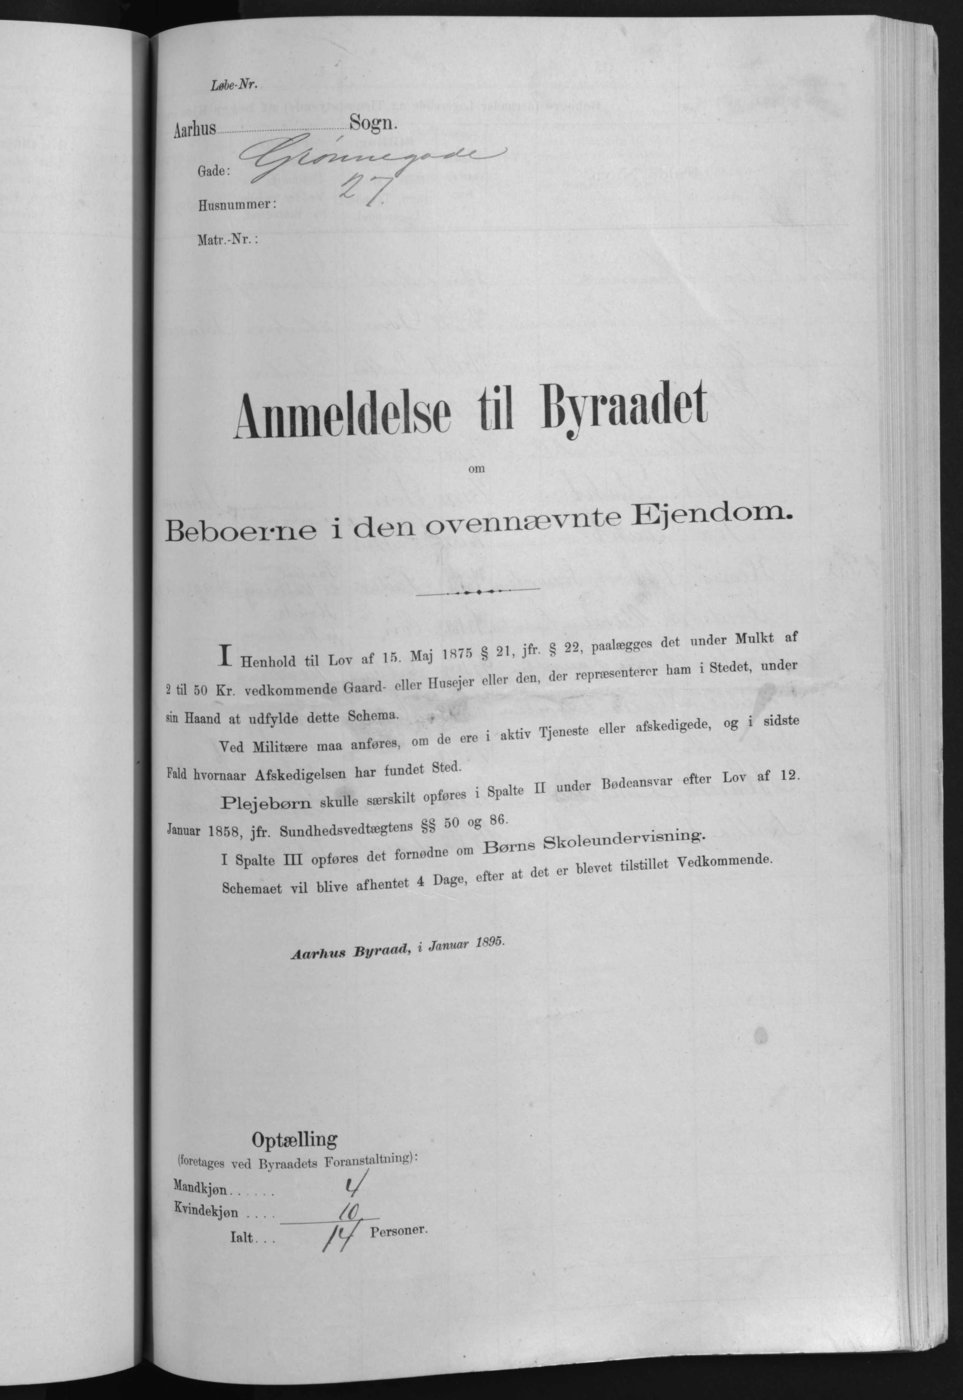 Løbe-Nr.
Aarhus Sogn.
Gade: Grønnegade
Husnummer: 27.
Matr.-Nr.:
Anmeldelse til Byraadet
om
Beboerne i den ovennævnte Ejendom.
I Henhold til Lov af 15. Maj 1875 § 21, jfr. § 22, paalægges det under Mulkt af
2 til 50 Kr. vedkommende Gaard- eller Husejer eller den, der repræsenterer ham i Stedet, under
sin Haand at udfylde dette Schema.
Ved Militære maa anføres, om de ere i aktiv Tjeneste eller afskedigede, og i sidste
Fald hvornaar Afskedigelsen har fundet Sted.
Plejebørn skulle særskilt opføres i Spalte II under Bødeansvar efter Lov af 12.
Januar 1858, jfr. Sundhedsvedtægtens §§ 50 og 86.
I Spalte III opføres det fornødne om Børns Skoleundervisning.
Schemaet vil blive afhentet 4 Dage, efter at det er blevet tilstillet Vedkommende.
Aarhus Byraad, i Januar 1895.
Optælling
(foretages ved Byraadets Foranstaltning):
Mandkjøn...... 4
Kvindekjøn .... 10
Ialt... 14 Personer.